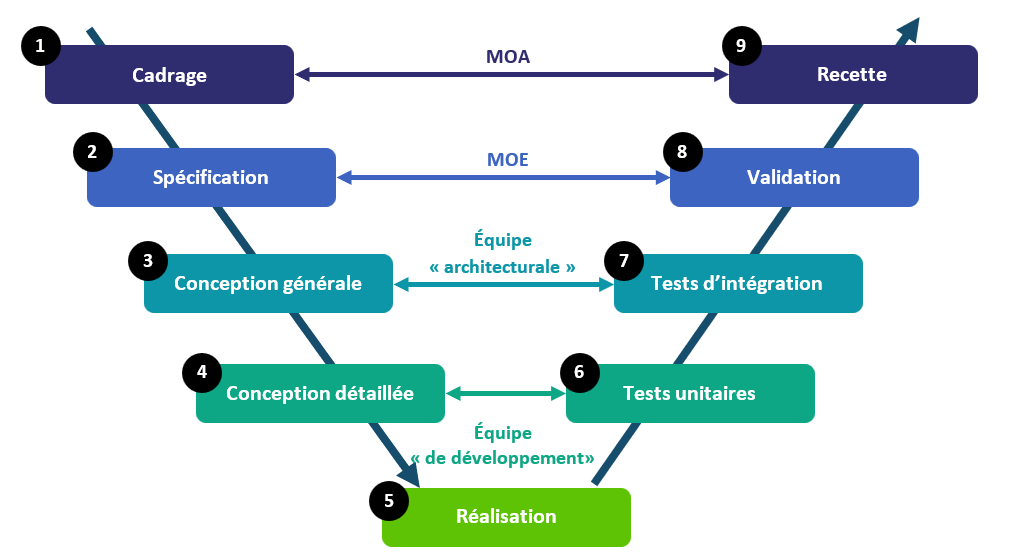 1
Cadrage
MOA
9
Recette
2
Spécification
MOE
8
Validation
3
Conception générale
Équipe
« architecturale »
7
Tests d’intégration
4
Conception détaillée
6
Tests unitaires
Équipe
« de développement»
5
Réalisation